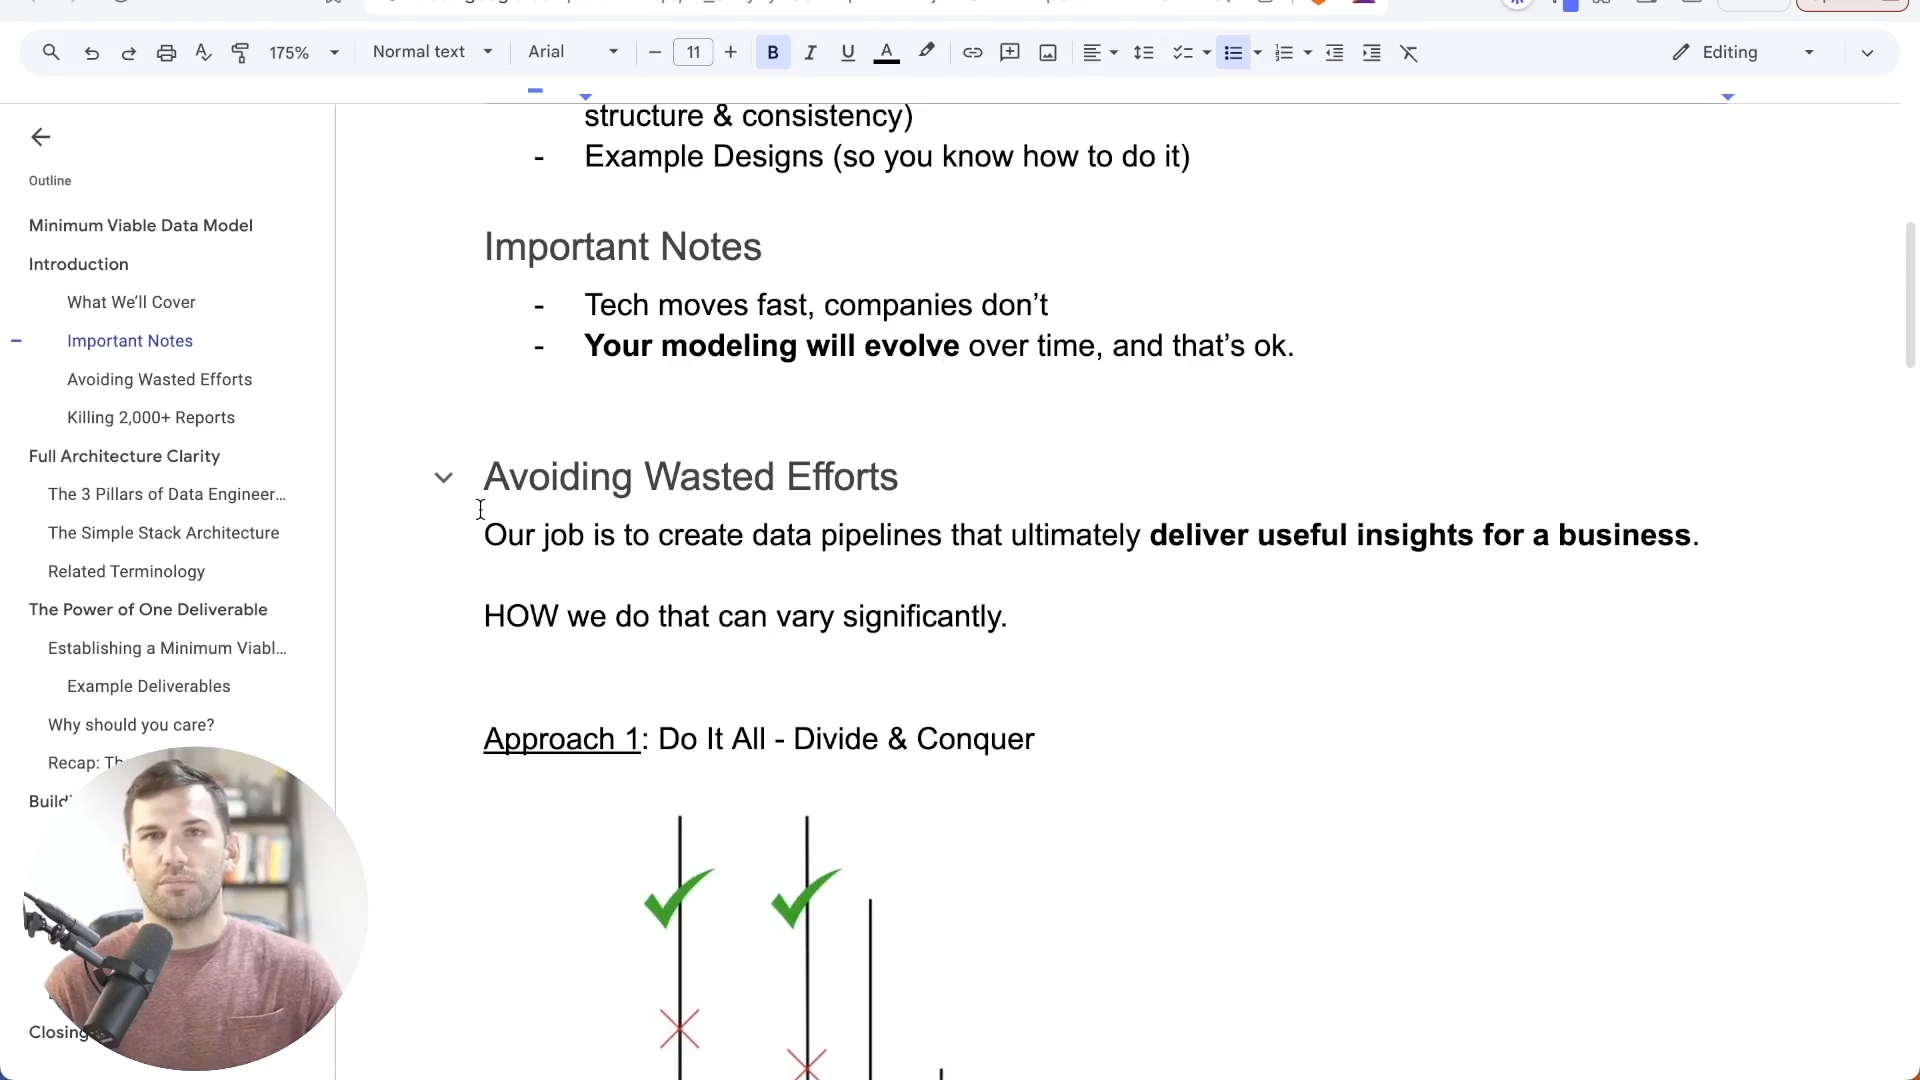 175%
Normal text
Arial
11
B
I
U
A
Editing
Outline
Minimum Viable Data Model
Introduction
What We’ll Cover
Important Notes
Avoiding Wasted Efforts
Killing 2,000+ Reports
Full Architecture Clarity
The 3 Pillars of Data Engineer...
The Simple Stack Architecture
Related Terminology
The Power of One Deliverable
Establishing a Minimum Viabl...
Example Deliverables
Why should you care?
Recap:
Closing
structure & consistency)
- Example Designs (so you know how to do it)
Important Notes
- Tech moves fast, companies don’t
- Your modeling will evolve over time, and that’s ok.
Avoiding Wasted Efforts
Our job is to create data pipelines that ultimately deliver useful insights for a business.
HOW we do that can vary significantly.
Approach 1: Do It All - Divide & Conquer